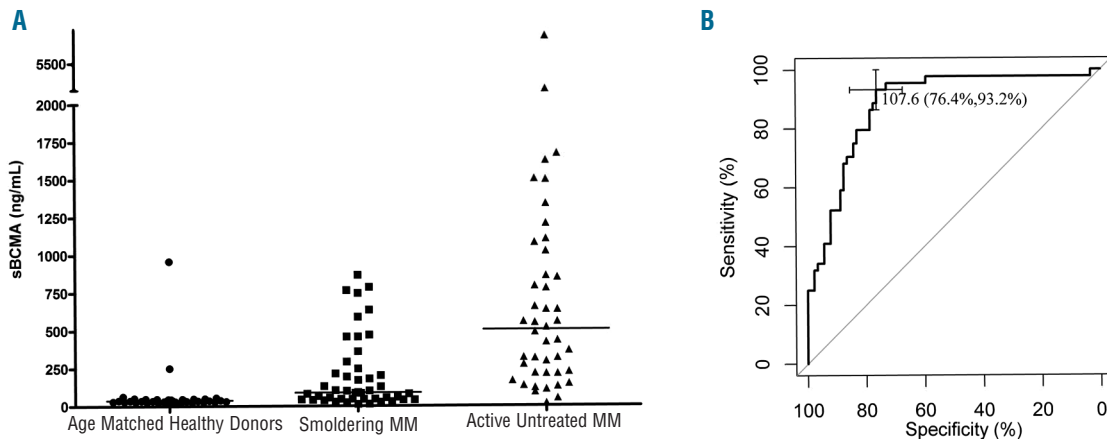 A
sBCMA (ng/mL)
5500
2000
1750
1500
1250
1000
750
500
250
0
Age Matched Healthy Donors
Smoldering MM
Active Untreated MM
B
Sensitivity (%)
100
80
60
40
20
0
107.6 (76.4%,93.2%)
100 80 60 40 20 0
Specificity (%)